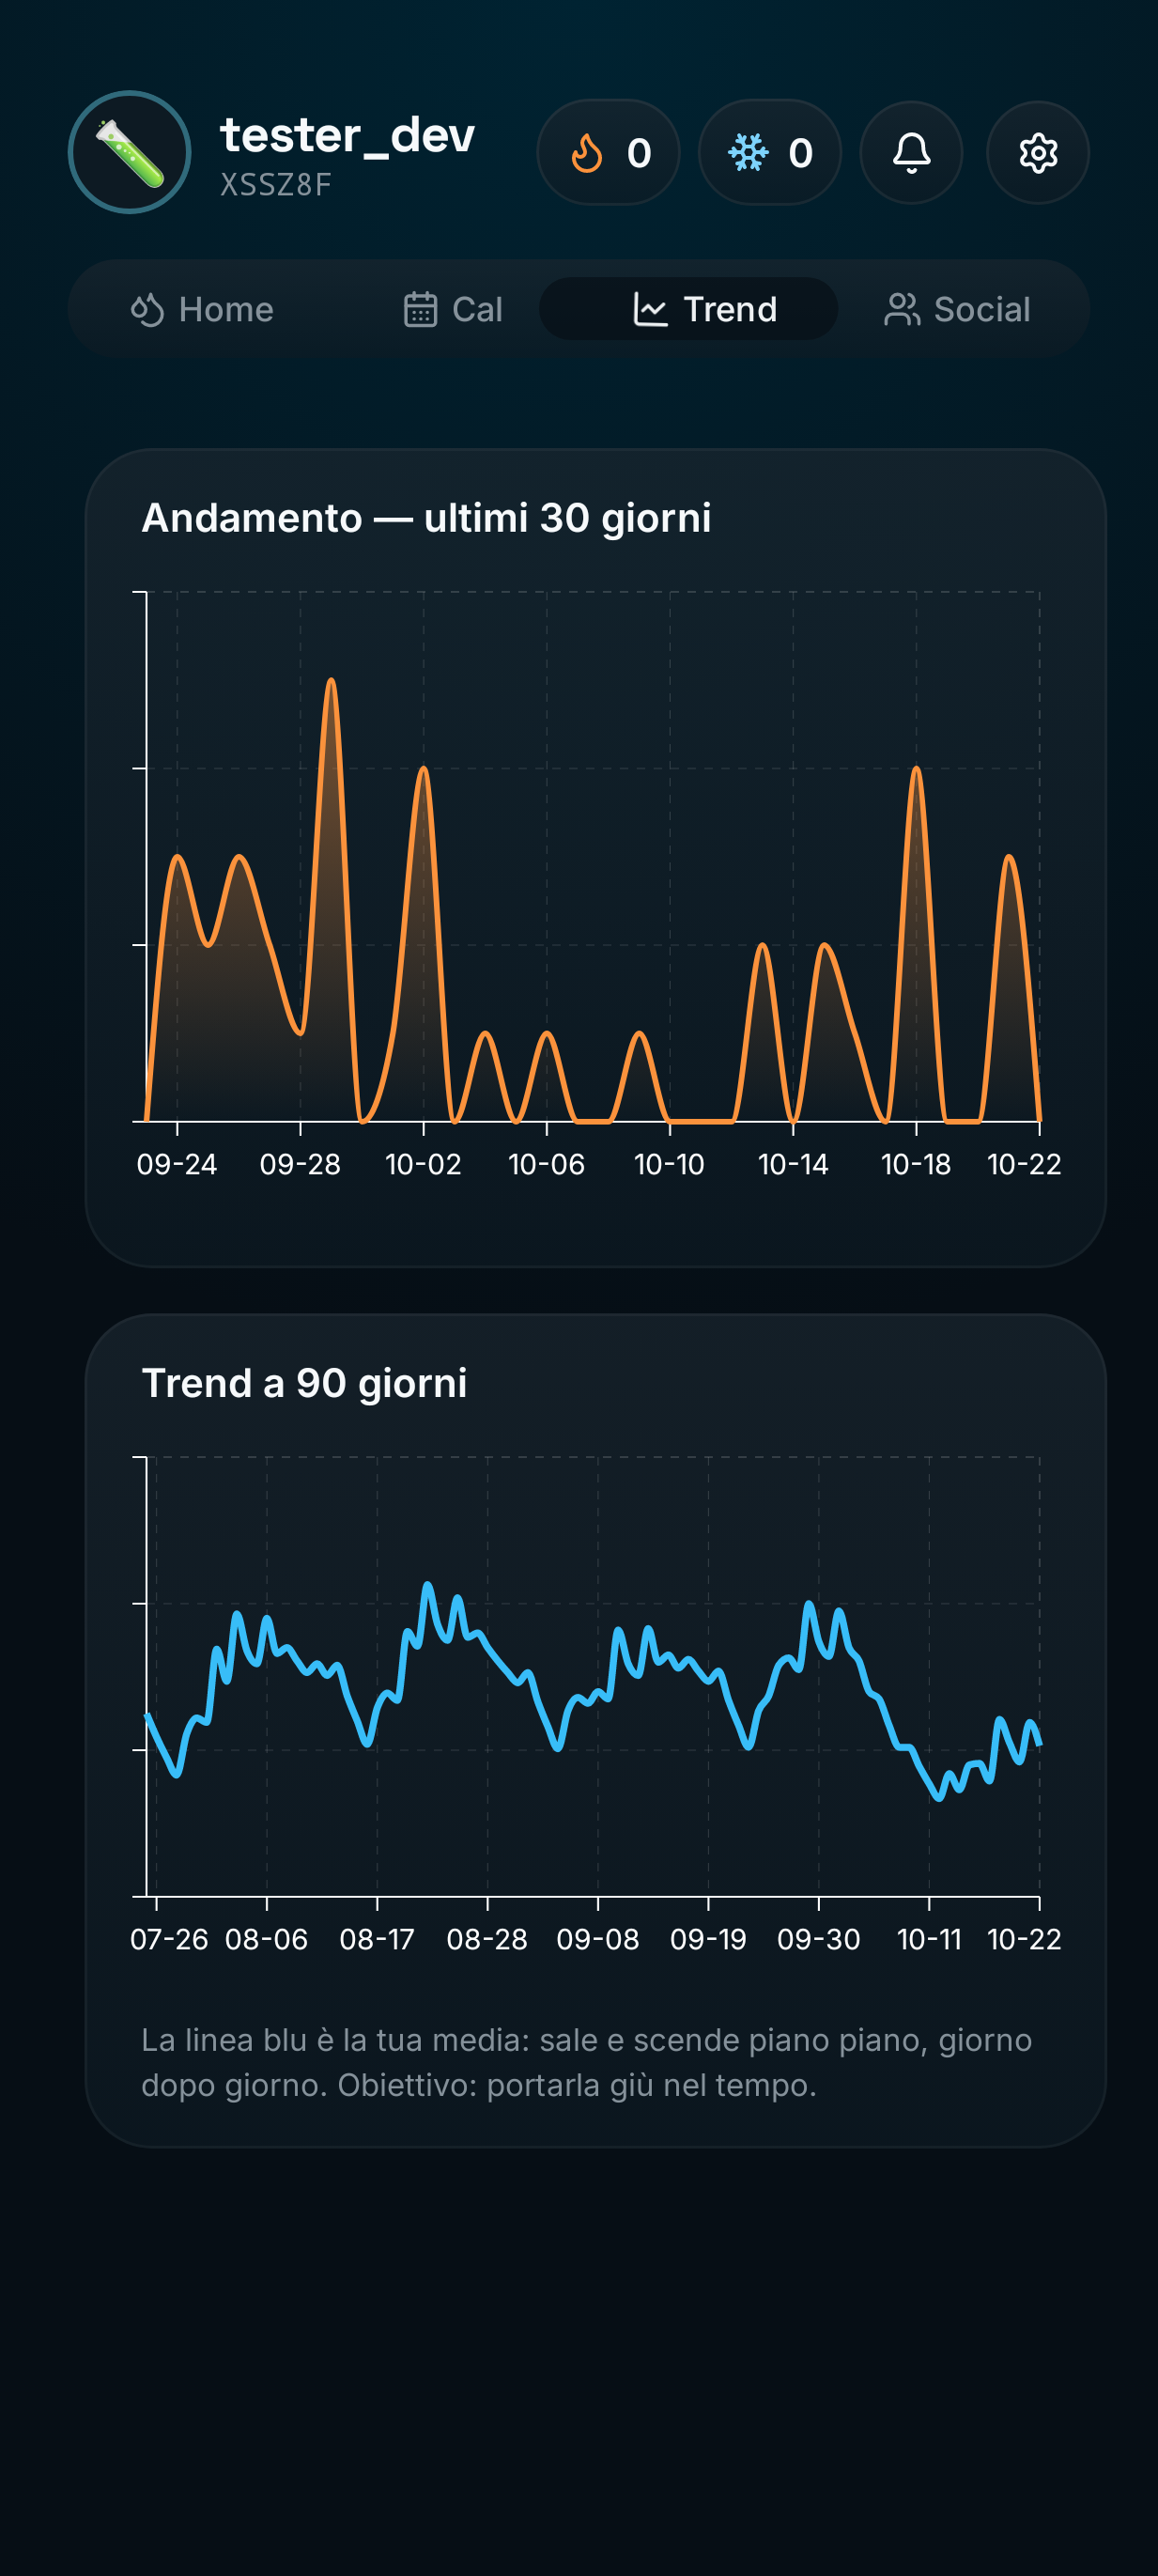 tester_dev
XSSZ8F
0
0
Home
Cal
Trend
Social
Andamento — ultimi 30 giorni
09-24 09-28 10-02 10-06 10-10 10-14 10-18 10-22
Trend a 90 giorni
07-26 08-06 08-17 08-28 09-08 09-19 09-30 10-11 10-22
La linea blu è la tua media: sale e scende piano piano, giorno
dopo giorno. Obiettivo: portarla giù nel tempo.